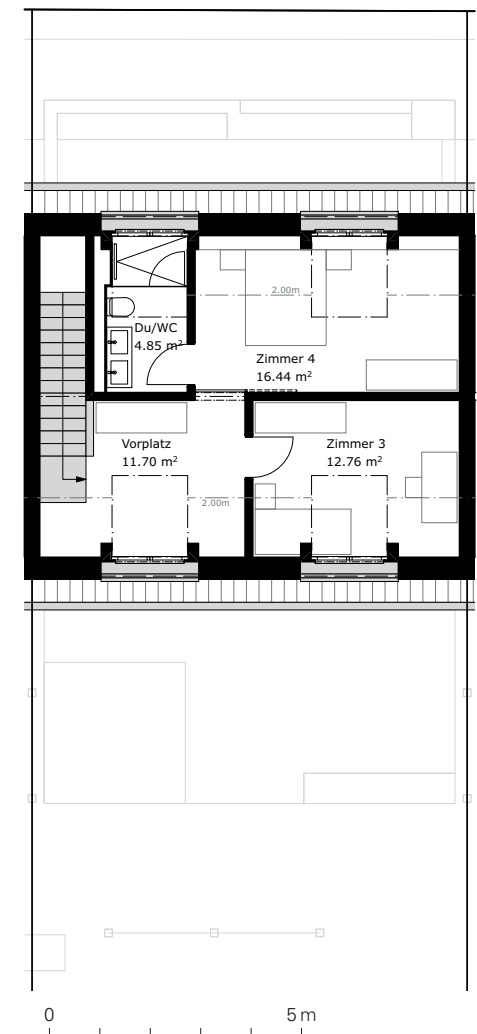 2.00m
Du/WC
4.85 m²
Zimmer 4
16.44 m²
Vorplatz
11.70 m²
Zimmer 3
12.76 m²
2.00m
0 5 m